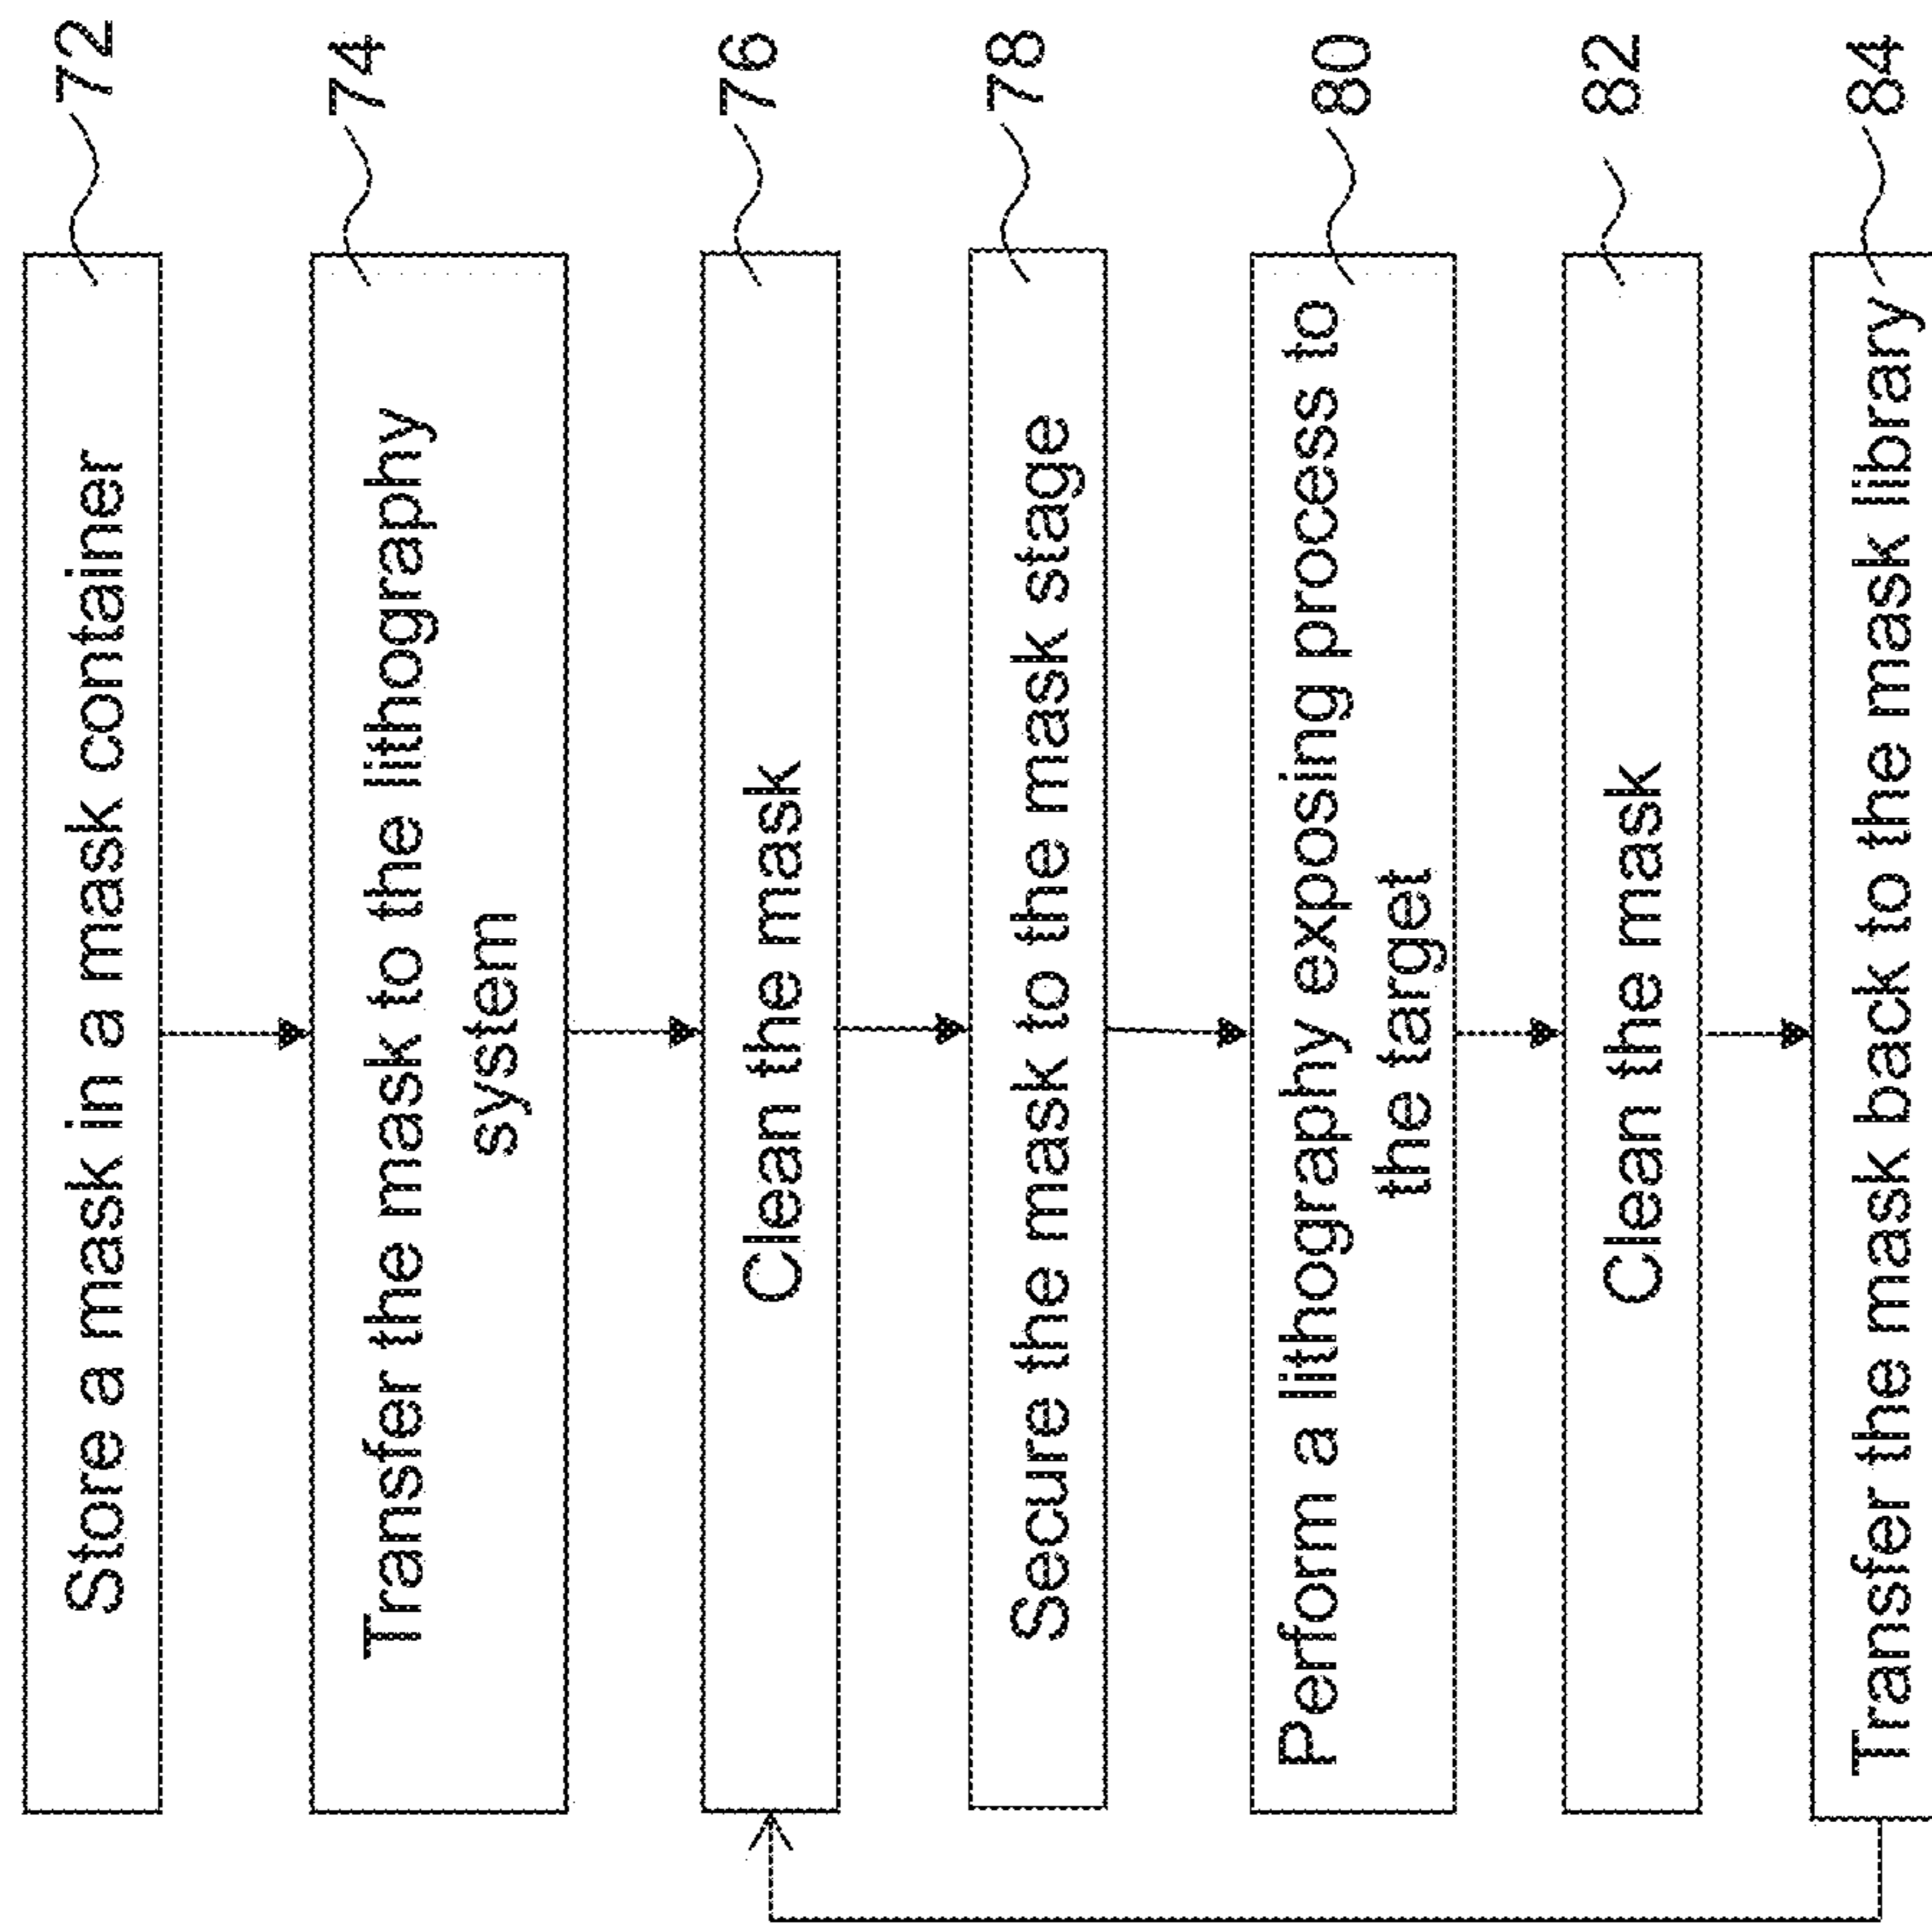 Store a mask in a mask container
72
Transfer the mask to the lithography
system
74
Clean the mask
76
Secure the mask to the mask stage
78
Perform a lithography exposing process to
the target
80
Clean the mask
82
Transfer the mask back to the mask library
84